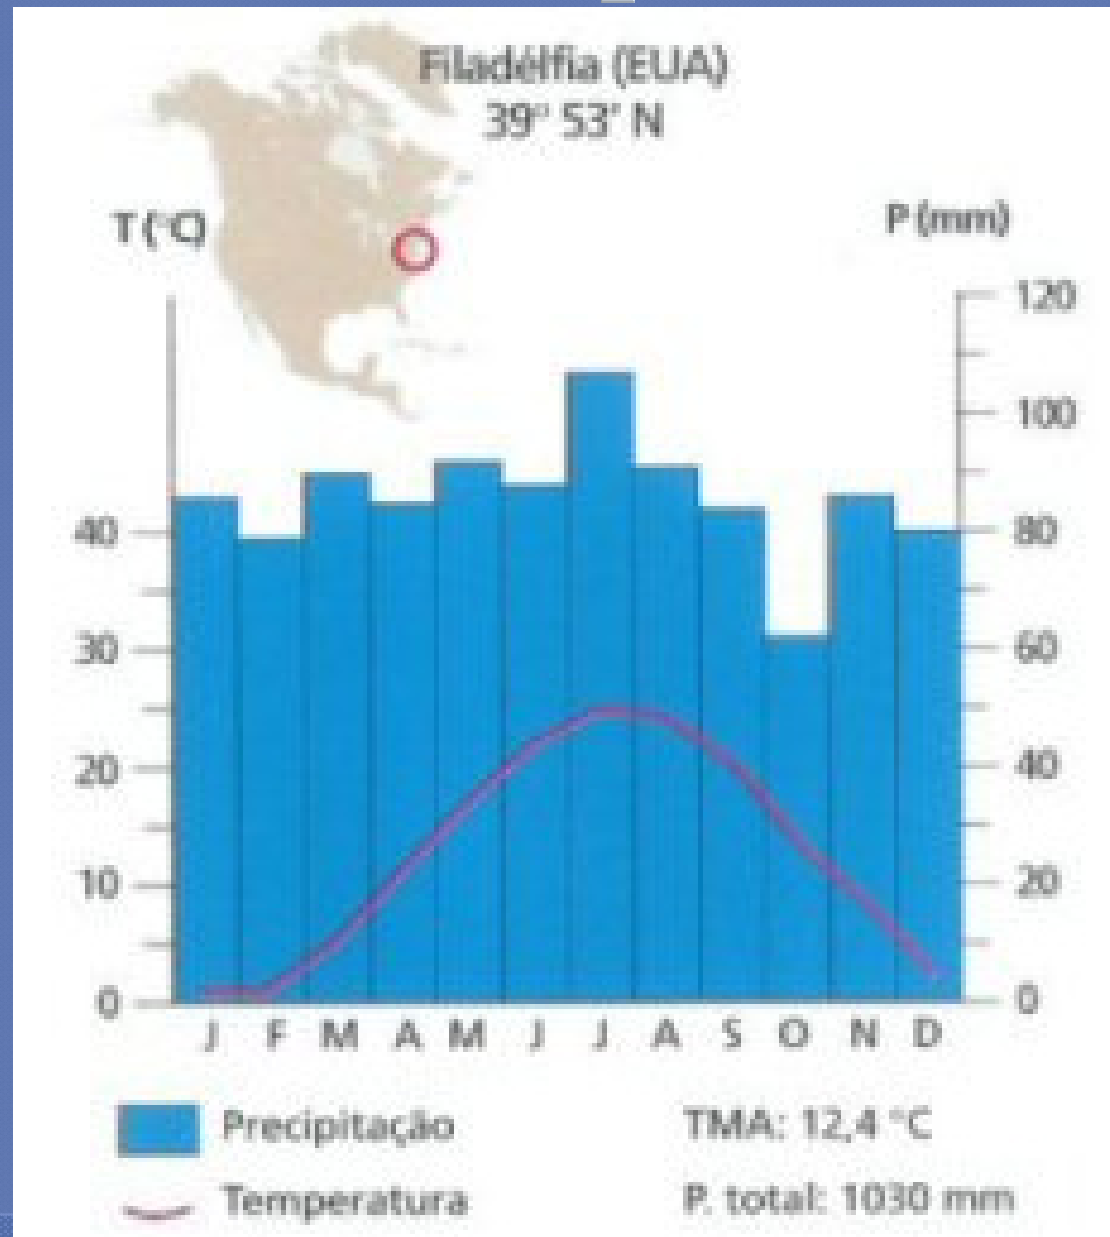 Filadélfia (EUA)
39° 53' N
T (°C)
P (mm)
120
100
40
80
30
60
20
40
10
20
0
0
J F M A M J J A S O N D
Precipitação
TMA: 12,4 °C
Temperatura
P. total: 1030 mm